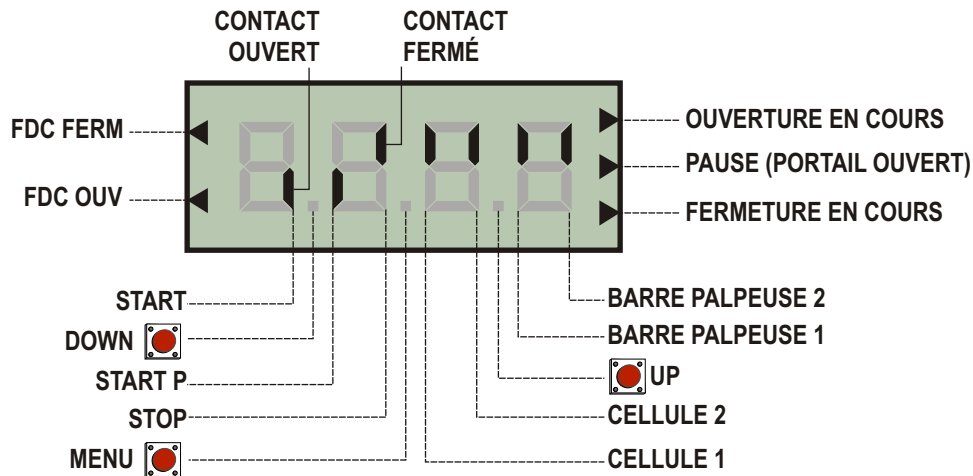 CONTACT
OUVERT
CONTACT
FERMÉ
FDC FERM
FDC OUV
OUVERTURE EN COURS
PAUSE (PORTAIL OUVERT)
FERMETURE EN COURS
START
DOWN
START P
STOP
MENU
BARRE PALPEUSE 2
BARRE PALPEUSE 1
UP
CELLULE 2
CELLULE 1